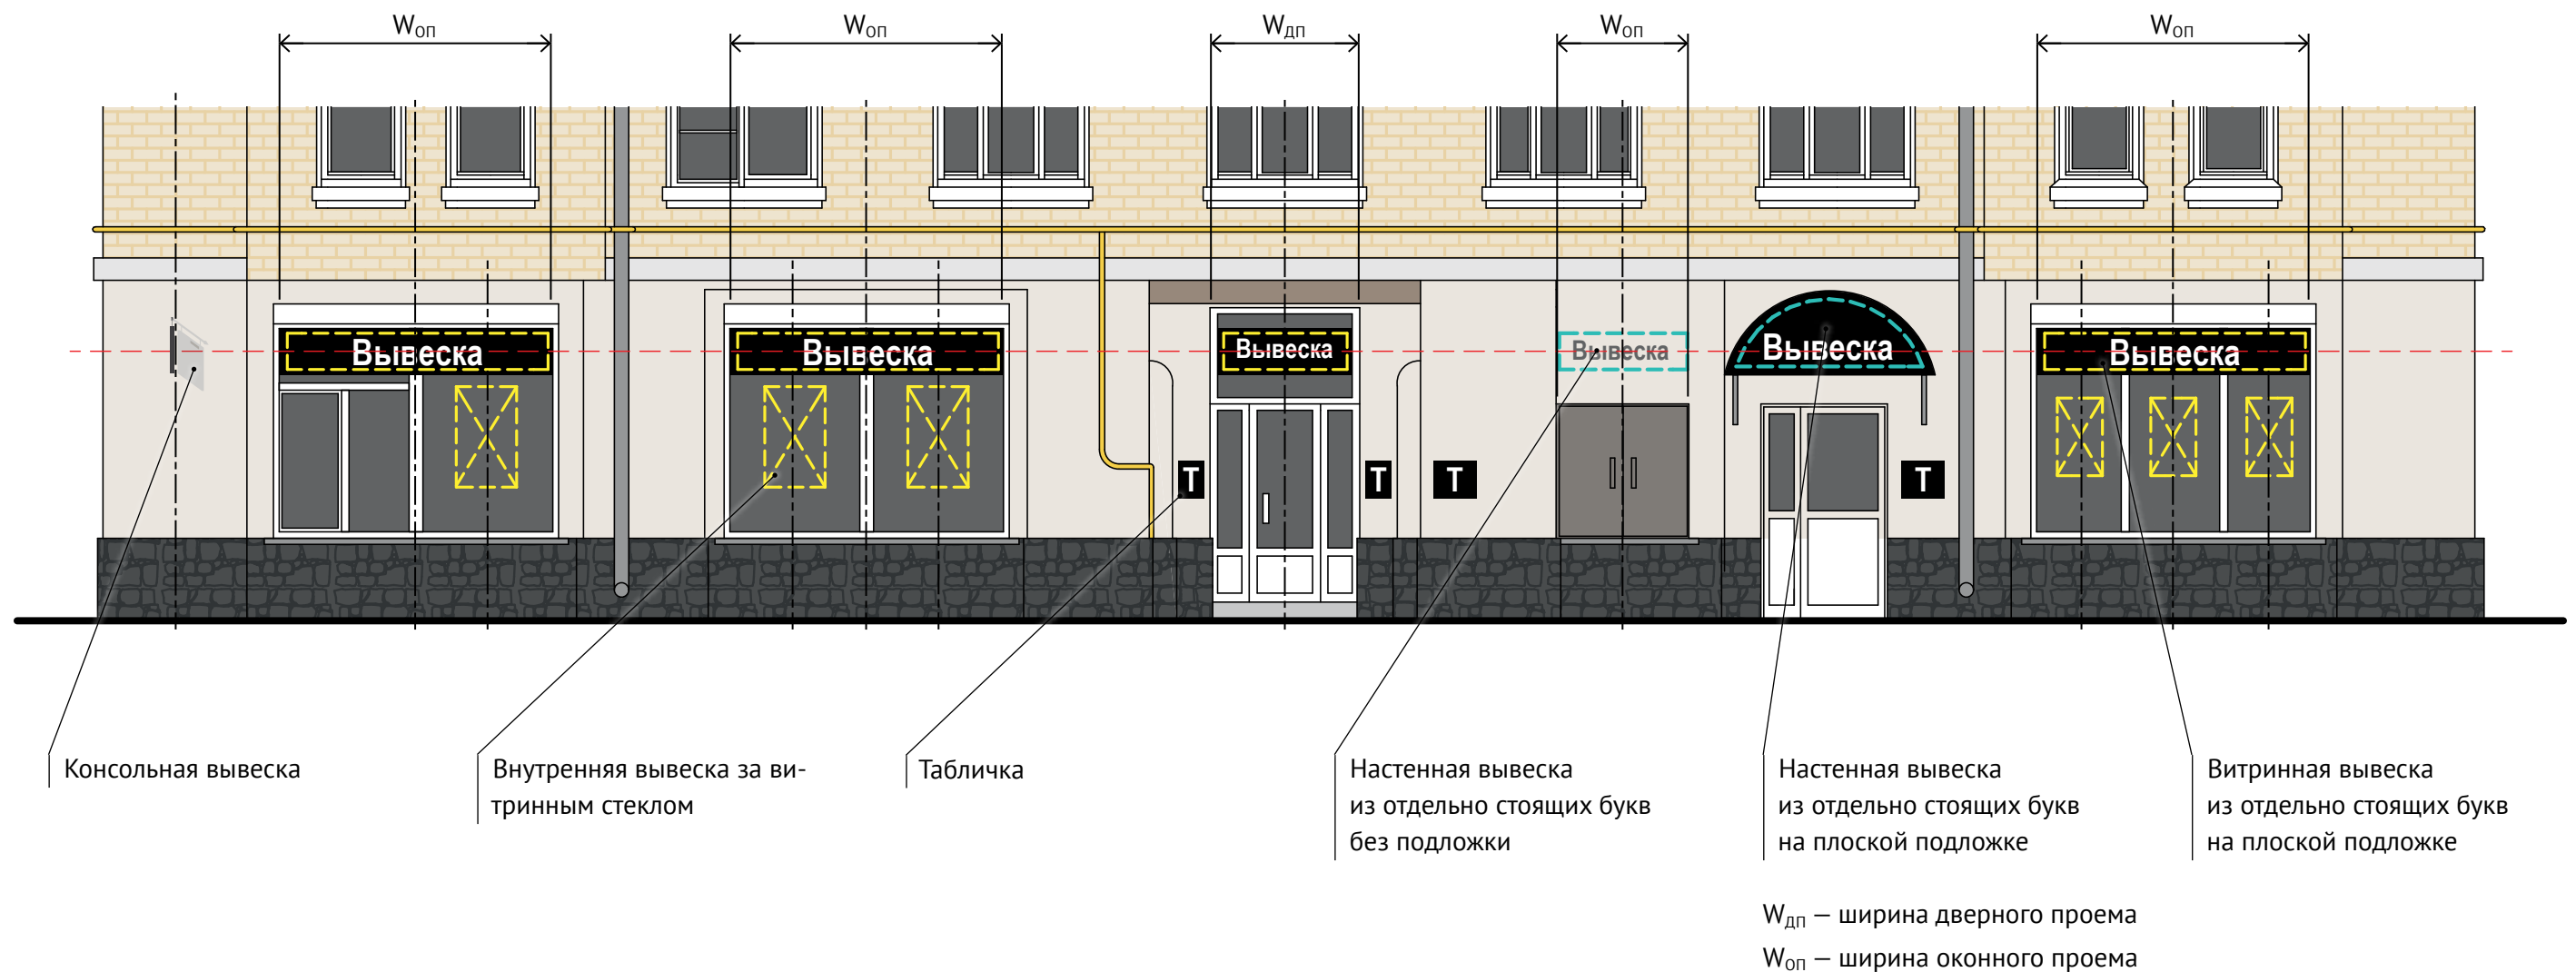 Wоп
Wоп
Wдп
Wоп
Wоп
Вывеска
Вывеска
Вывеска
Вывеска
Вывеска
Вывеска
Т
Т
Т
Т
Консольная вывеска
Внутренняя вывеска за ви-
тринным стеклом
Табличка
Настенная вывеска
из отдельно стоящих букв
без подложки
Настенная вывеска
из отдельно стоящих букв
на плоской подложке
Витринная вывеска
из отдельно стоящих букв
на плоской подложке
Wдп — ширина дверного проема
Wоп — ширина оконного проема